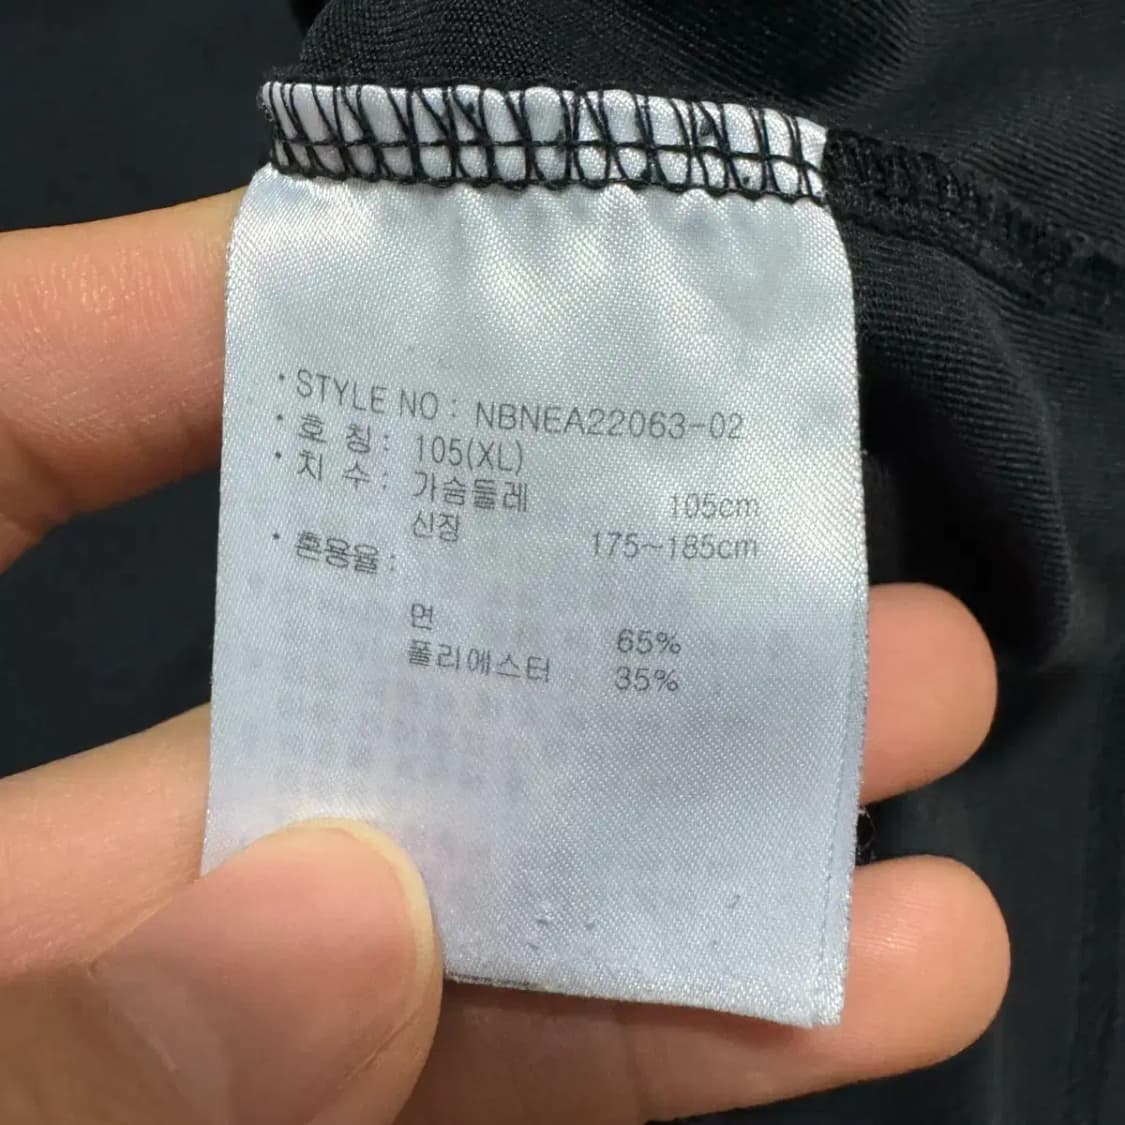 · STYLE NO : NBNEA22063-02
· 호 칭 : 105(XL)
· 치 수 : 가슴둘레 105cm
신장 175~185cm
· 혼용율 :
면 65%
폴리에스터 35%